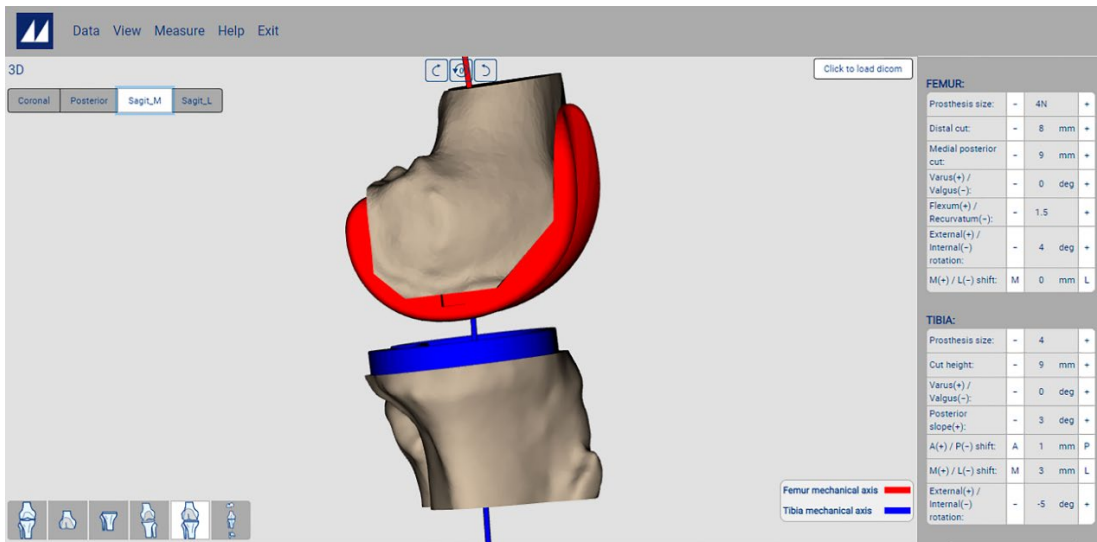 Data View Measure Help Exit
3D
Click to load dicom
Coronal Posterior Sagit_M Sagit_L
FEMUR:
Prosthesis size: - 4N +
Distal cut: - 8 mm +
Medial posterior
cut: - 9 mm +
Varus(+) /
Valgus(-): - 0 deg +
Flexum(+) /
Recurvatum(-): - 1.5 +
External(+) /
Internal(-)
rotation: - 4 deg +
M(+) / L(-) shift: M 0 mm L
TIBIA:
Prosthesis size: - 4 +
Cut height: - 9 mm +
Varus(+) /
Valgus(-): - 0 deg +
Posterior
slope(+): - 3 deg +
A(+) / P(-) shift: A 1 mm P
M(+) / L(-) shift: M 3 mm L
External(+) /
Internal(-)
rotation: - -5 deg +
Femur mechanical axis
Tibia mechanical axis